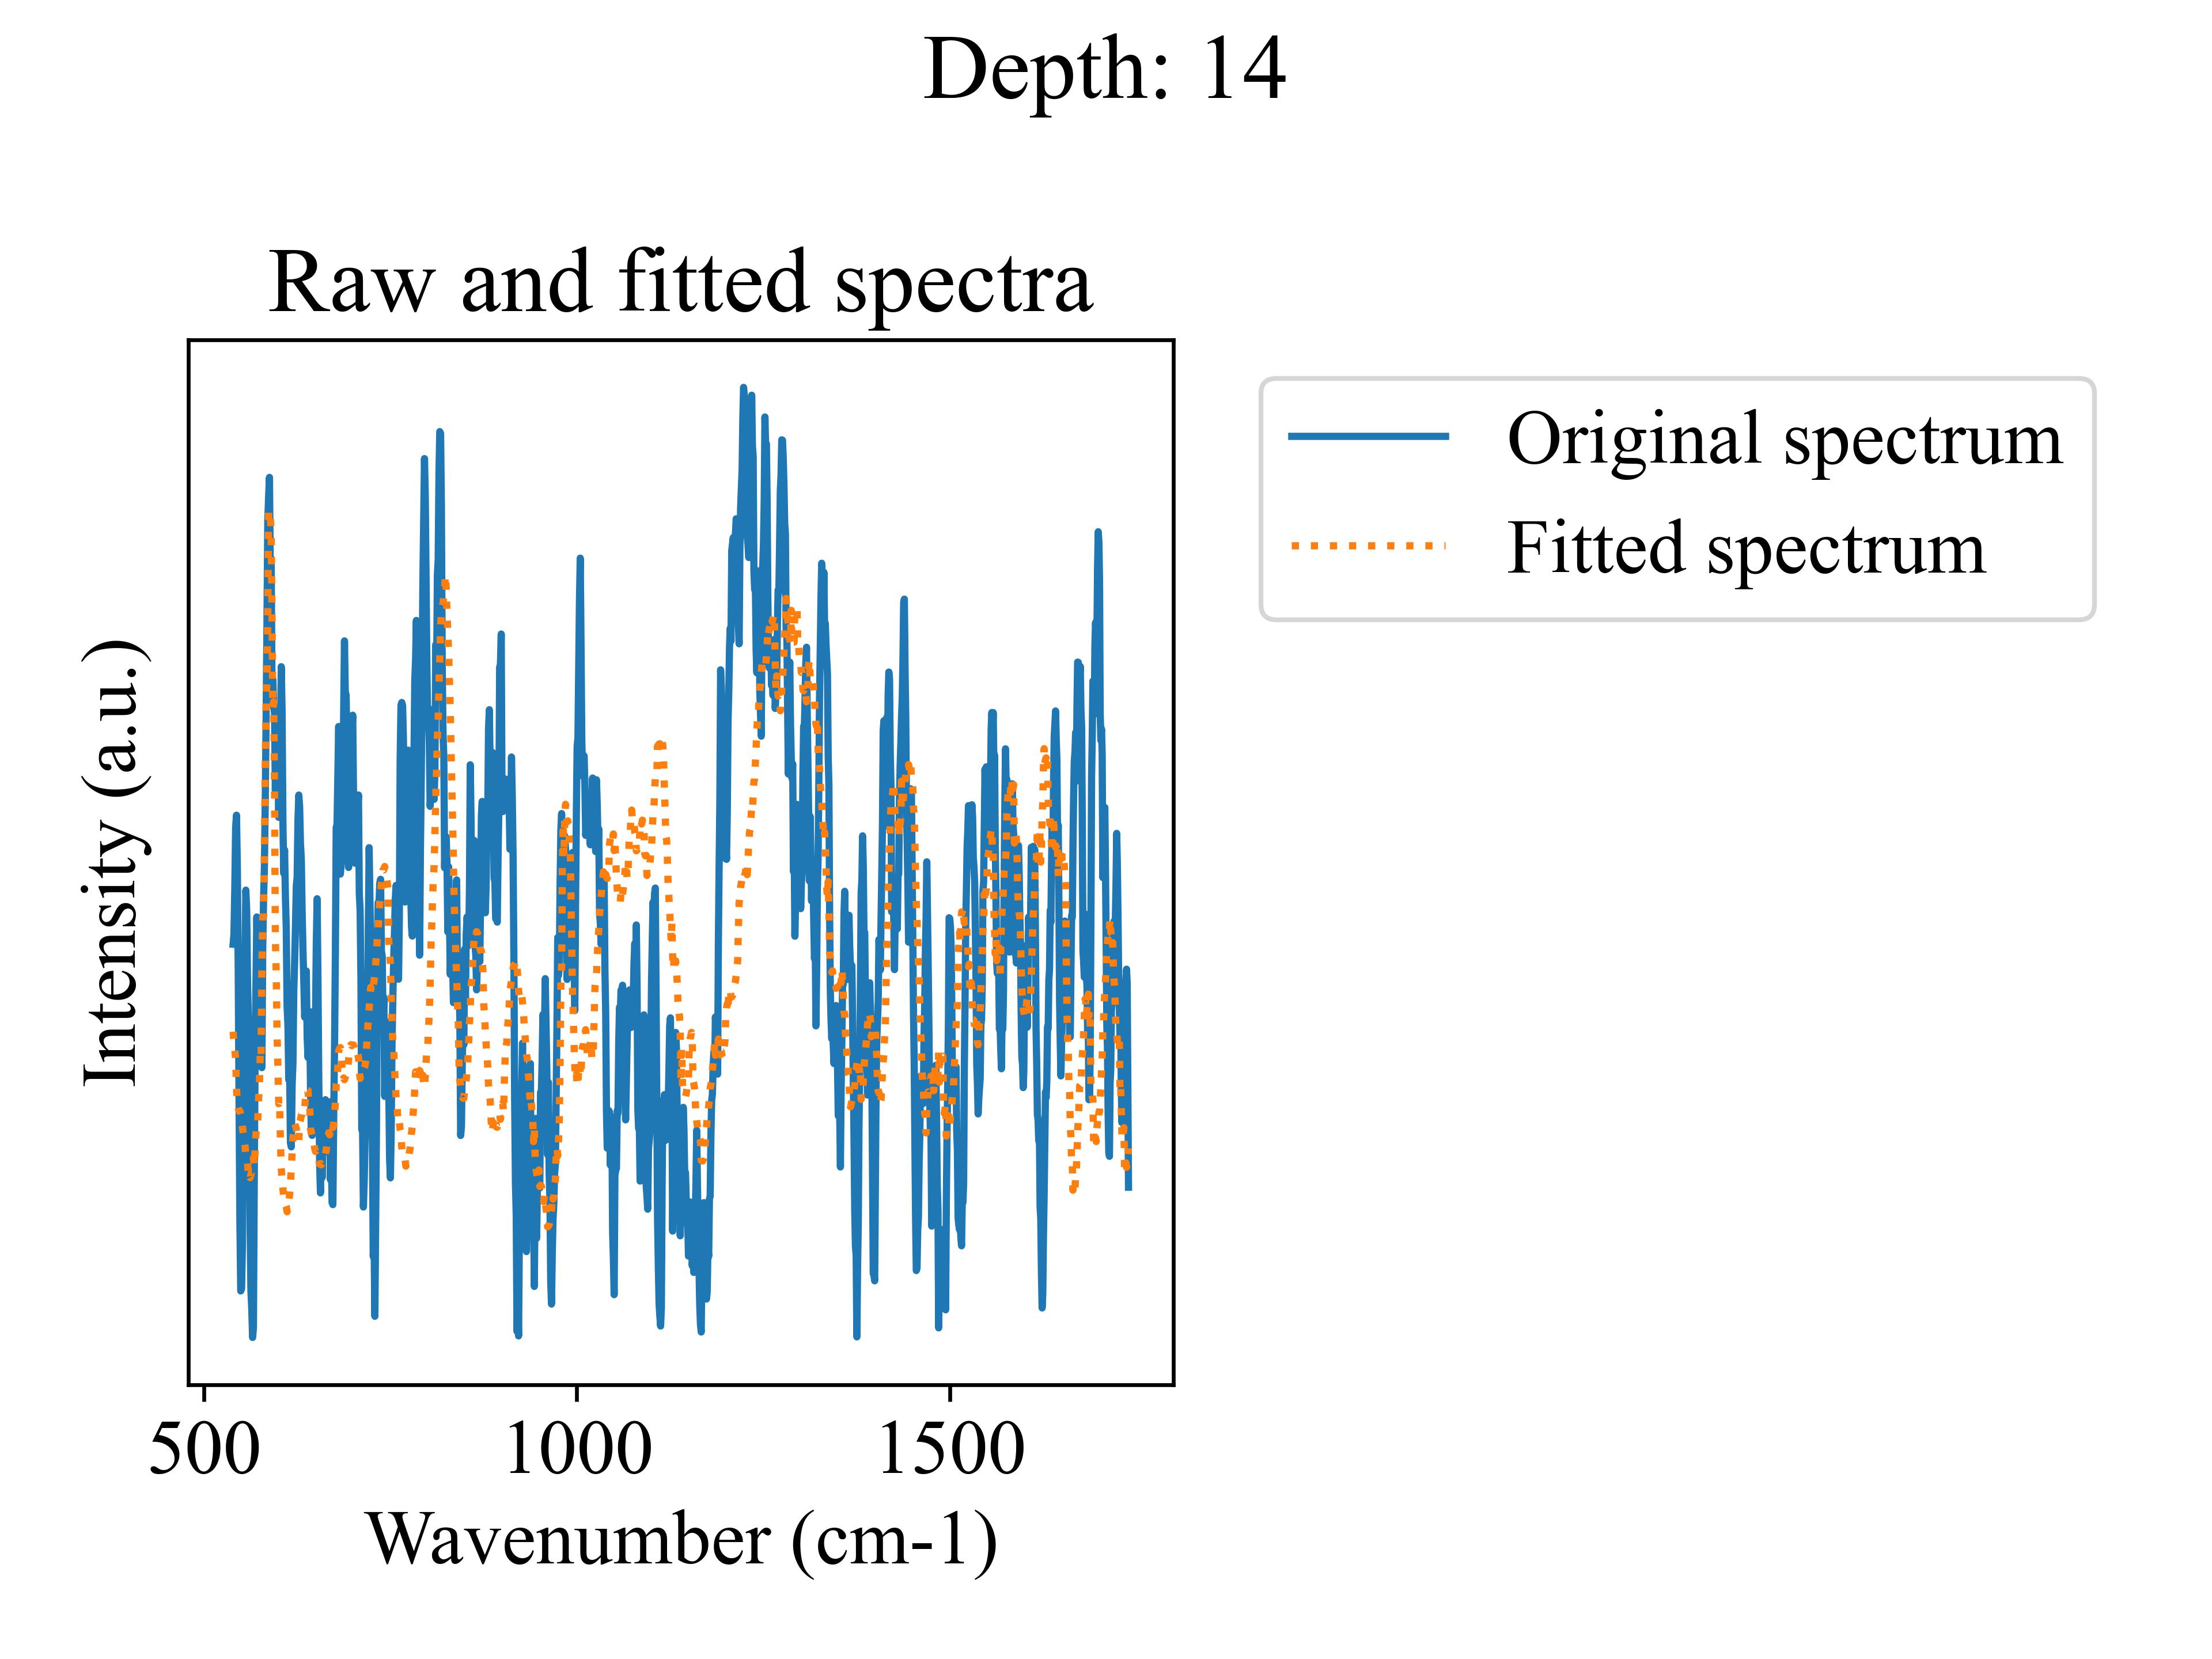 Depth: 14
Raw and fitted spectra
Original spectrum
Fitted spectrum
Intensity (a.u.)
500 1000 1500
Wavenumber (cm-1)